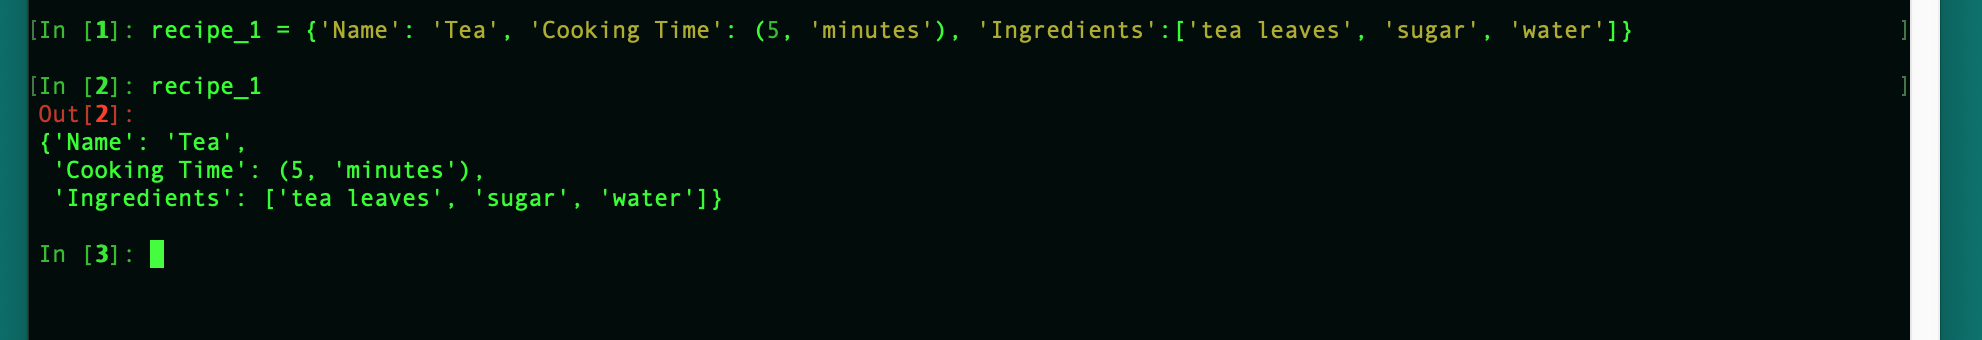 [In [1]: recipe_1 = {'Name': 'Tea', 'Cooking Time': (5, 'minutes'), 'Ingredients':['tea leaves', 'sugar', 'water']} ]
[In [2]: recipe_1 ]
Out[2]:
{'Name': 'Tea',
 'Cooking Time': (5, 'minutes'),
 'Ingredients': ['tea leaves', 'sugar', 'water']}
In [3]: